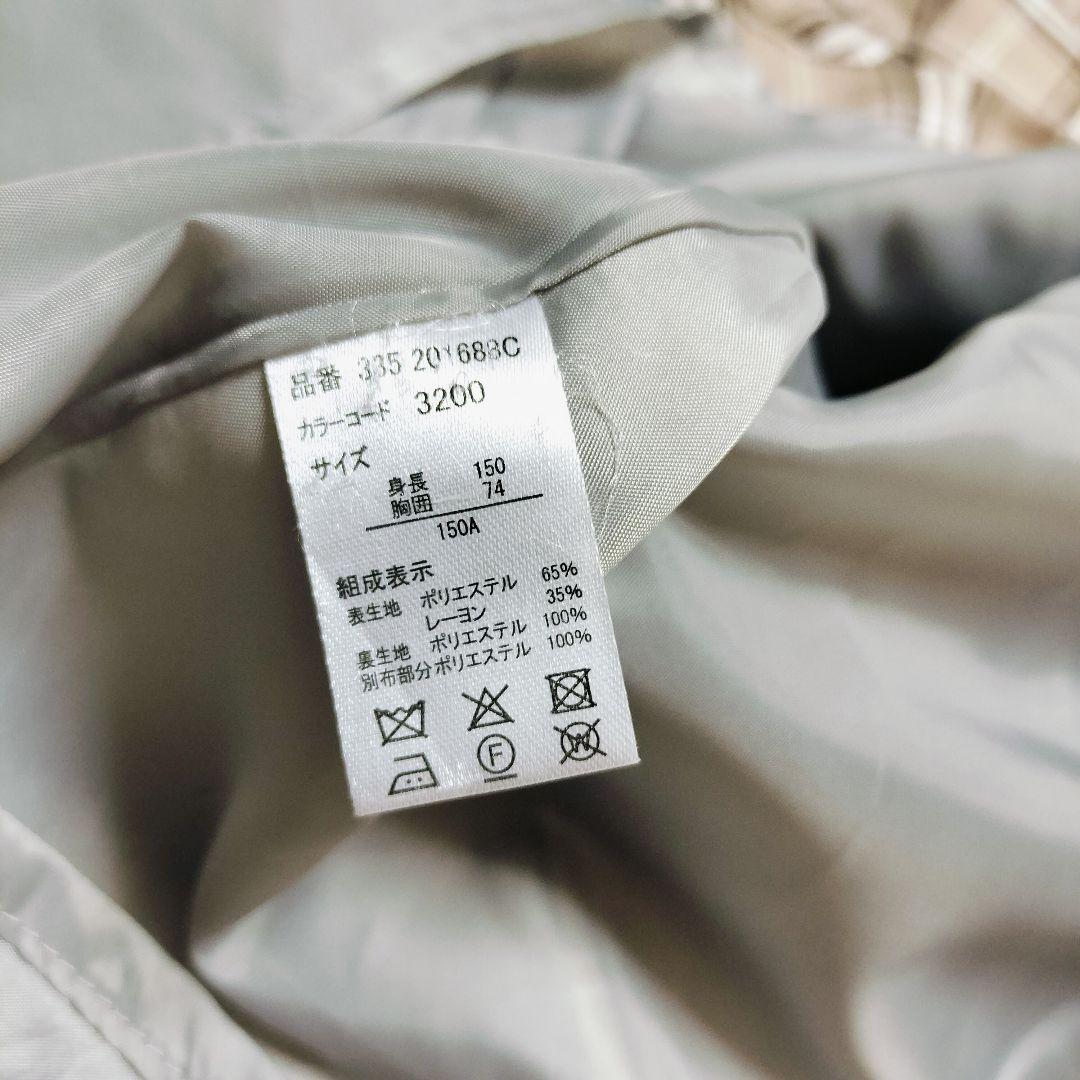 品番 335 201688C
カラーコード 3200
サイズ
身長 150
胸囲 74
150A
組成表示
表生地 ポリエステル 65%
レーヨン 35%
裏生地 ポリエステル 100%
別布部分ポリエステル 100%
F W